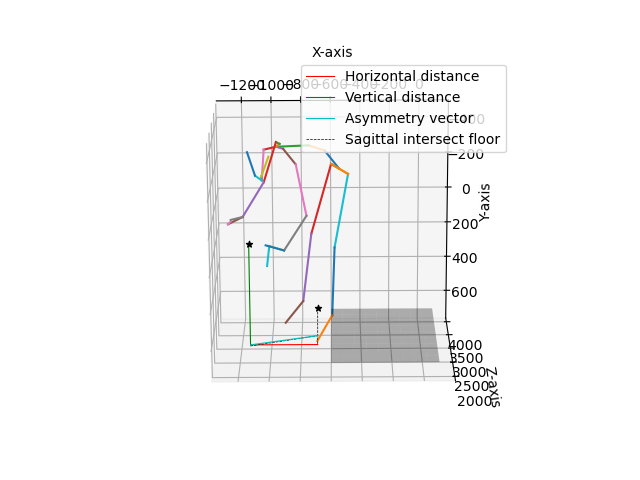 X-axis
−1200 −1000 −800 −600 −400 −200 0
Horizontal distance
Vertical distance
Asymmetry vector
Sagittal intersect floor
−400
−200
0
200
400
600
Y-axis
4000
3500
3000
2500
2000
Z-axis